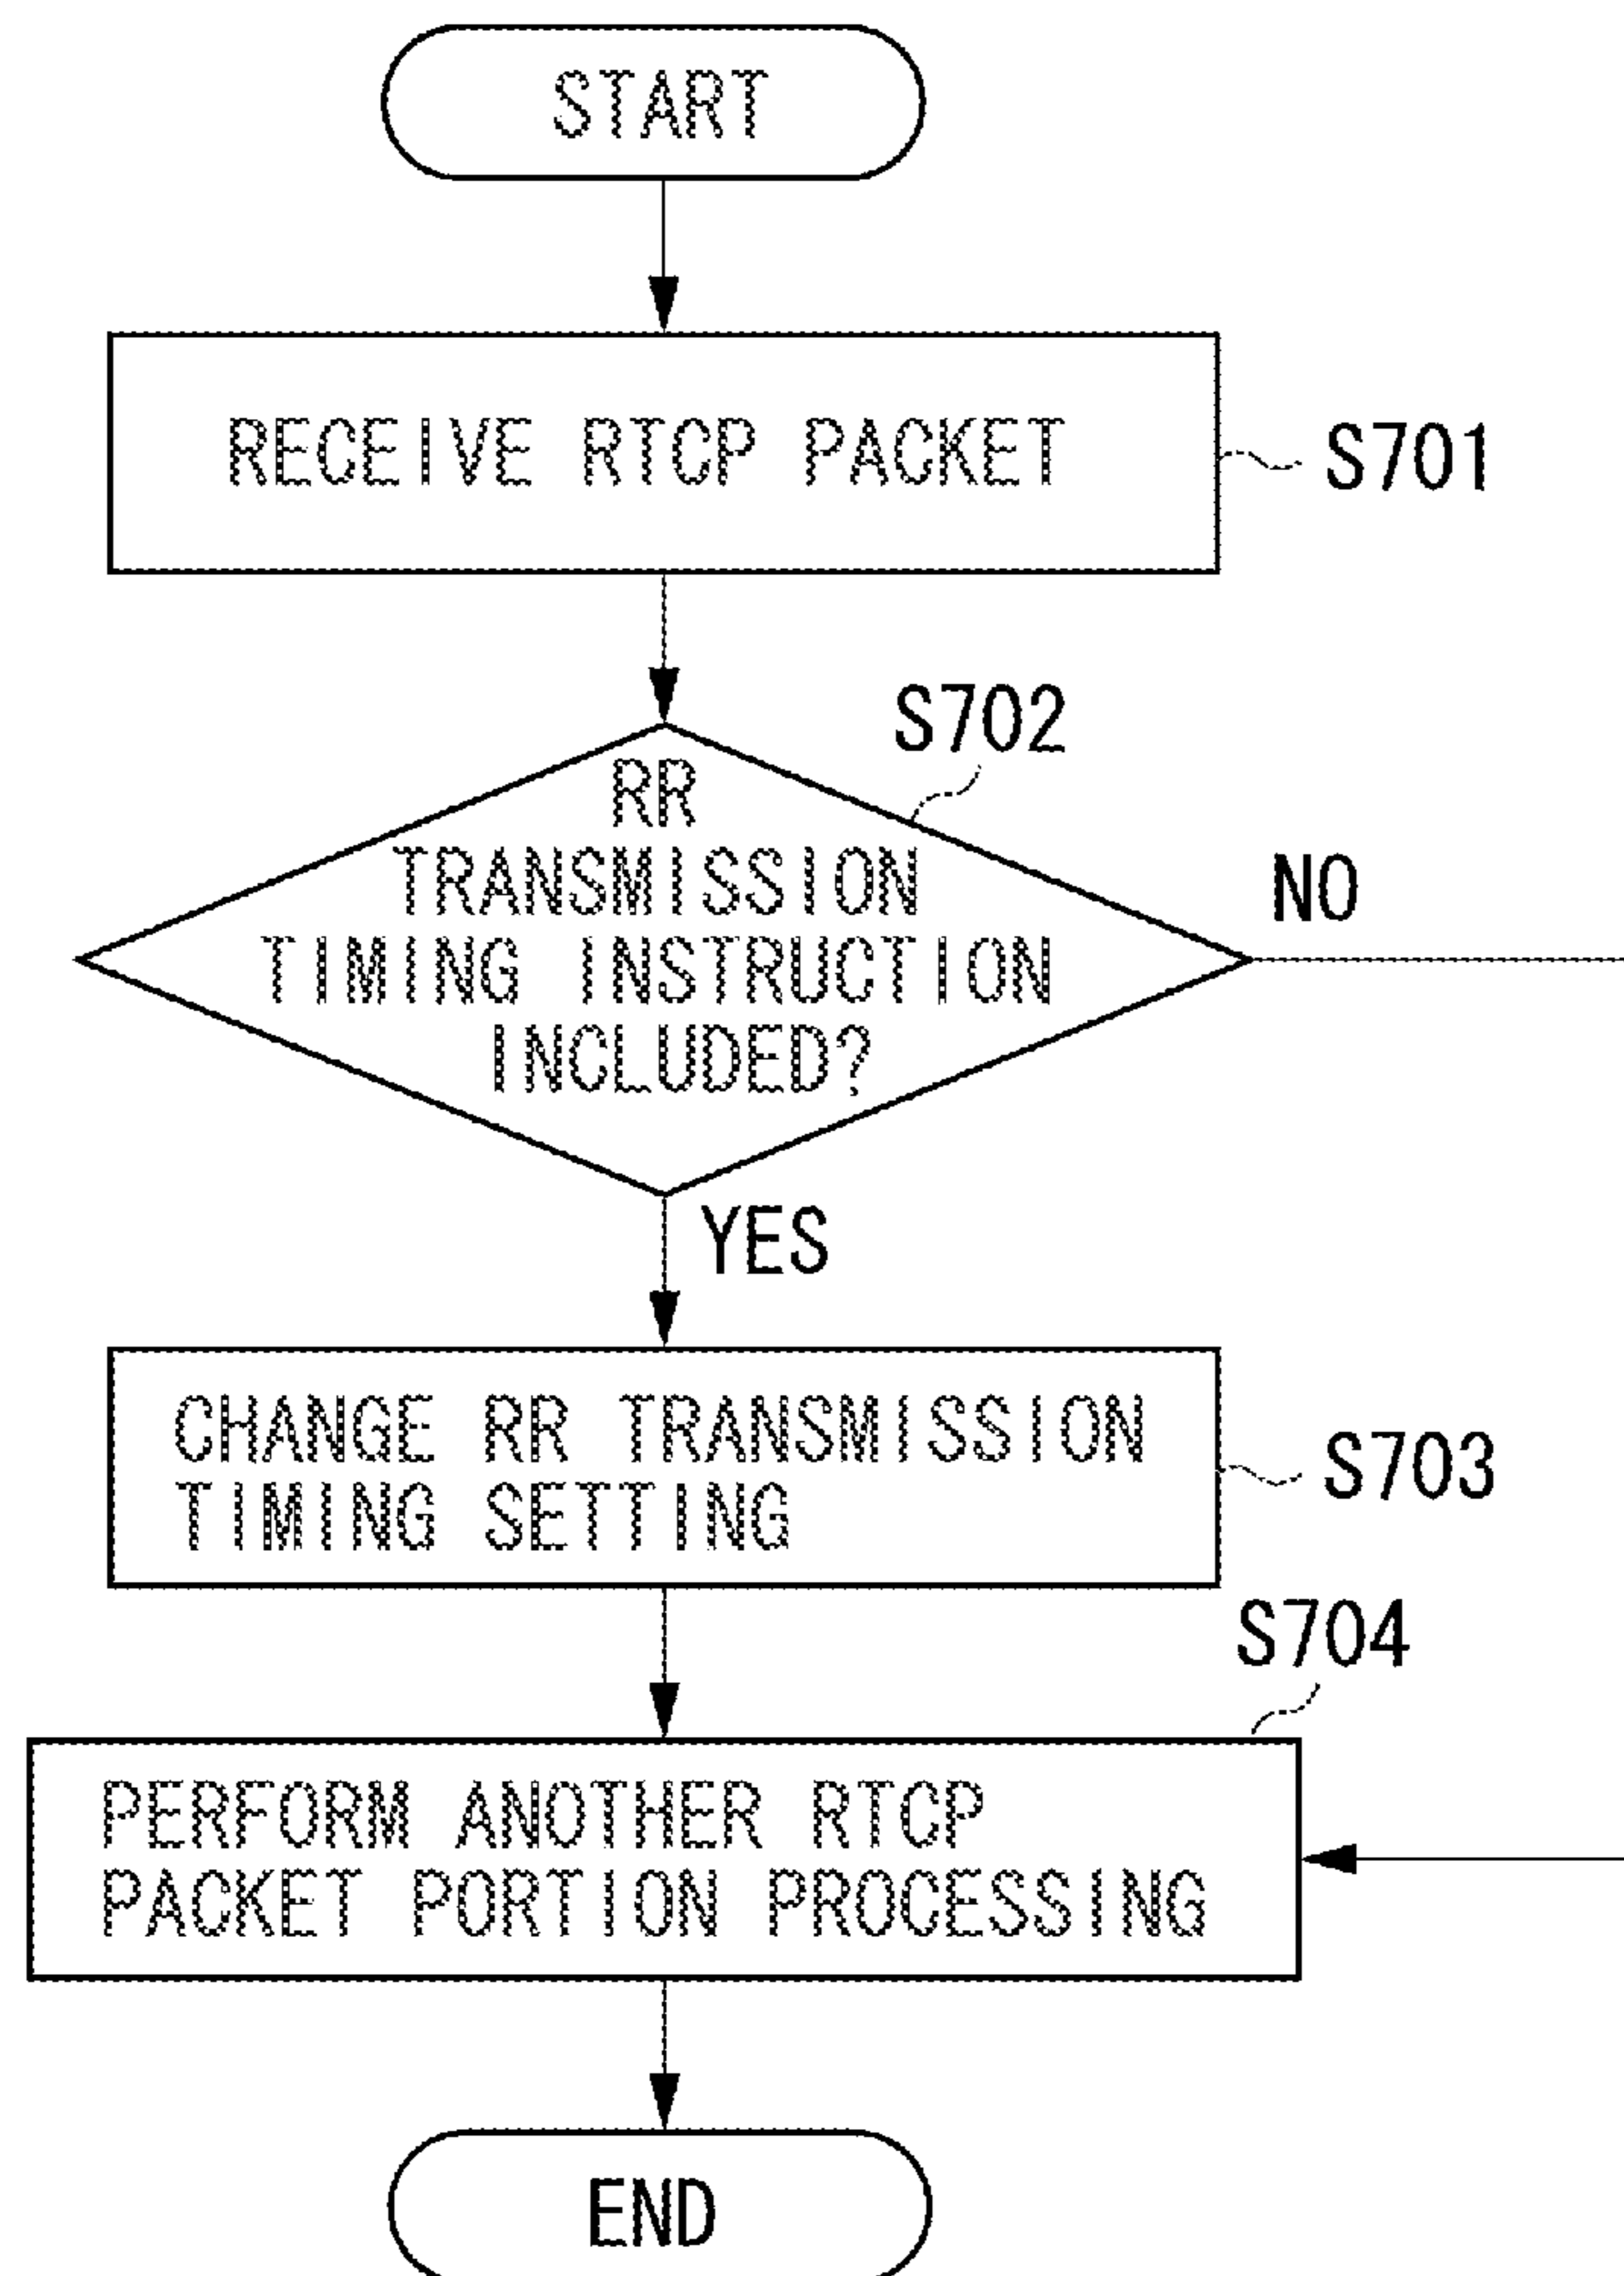 START
RECEIVE RTCP PACKET
S701
S702
RR
TRANSMISSION
TIMING INSTRUCTION
INCLUDED?
NO
YES
CHANGE RR TRANSMISSION
TIMING SETTING
S703
S704
PERFORM ANOTHER RTCP
PACKET PORTION PROCESSING
END